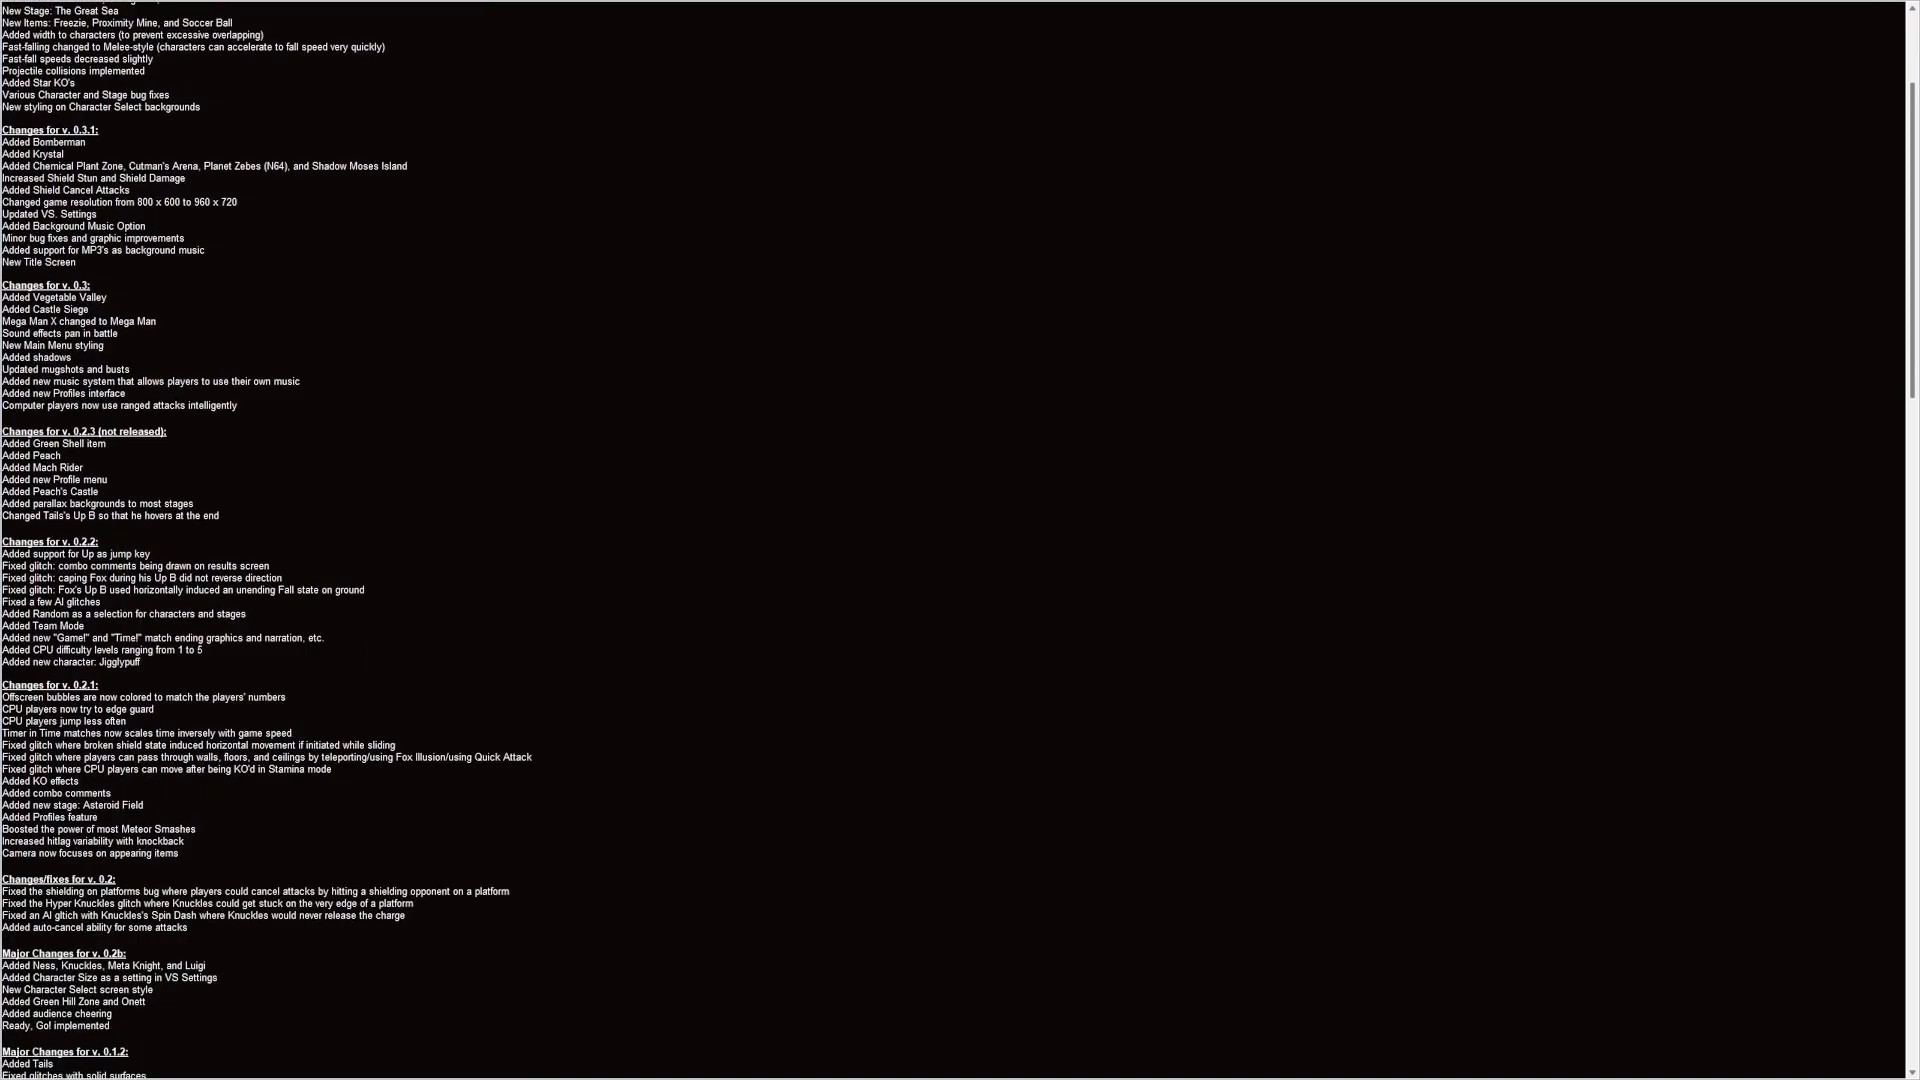 New Stage: The Great Sea
New Items: Freezie, Proximity Mine, and Soccer Ball
Added width to characters (to prevent excessive overlapping)
Fast-falling changed to Melee-style (characters can accelerate to fall speed very quickly)
Fast-fall speeds decreased slightly
Projectile collisions implemented
Added Star KO's
Various Character and Stage bug fixes
New styling on Character Select backgrounds
Changes for v. 0.3.1:
Added Bomberman
Added Krystal
Added Chemical Plant Zone, Cutman's Arena, Planet Zebes (N64), and Shadow Moses Island
Increased Shield Stun and Shield Damage
Added Shield Cancel Attacks
Changed game resolution from 800 x 600 to 960 x 720
Updated VS. Settings
Added Background Music Option
Minor bug fixes and graphic improvements
Added support for MP3's as background music
New Title Screen
Changes for v. 0.3:
Added Vegetable Valley
Added Castle Siege
Mega Man X changed to Mega Man
Sound effects pan in battle
New Main Menu styling
Added shadows
Updated mugshots and busts
Added new music system that allows players to use their own music
Added new Profiles interface
Computer players now use ranged attacks intelligently
Changes for v. 0.2.3 (not released):
Added Green Shell item
Added Peach
Added Mach Rider
Added new Profile menu
Added Peach's Castle
Added parallax backgrounds to most stages
Changed Tails's Up B so that he hovers at the end
Changes for v. 0.2.2:
Added support for Up as jump key
Fixed glitch: combo comments being drawn on results screen
Fixed glitch: caping Fox during his Up B did not reverse direction
Fixed glitch: Fox's Up B used horizontally induced an unending Fall state on ground
Fixed a few AI glitches
Added Random as a selection for characters and stages
Added Team Mode
Added new "Game!" and "Time!" match ending graphics and narration, etc.
Added CPU difficulty levels ranging from 1 to 5
Added new character: Jigglypuff
Changes for v. 0.2.1:
Offscreen bubbles are now colored to match the players' numbers
CPU players now try to edge guard
CPU players jump less often
Timer in Time matches now scales time inversely with game speed
Fixed glitch where broken shield state induced horizontal movement if initiated while sliding
Fixed glitch where players can pass through walls, floors, and ceilings by teleporting/using Fox Illusion/using Quick Attack
Fixed glitch where CPU players can move after being KO'd in Stamina mode
Added KO effects
Added combo comments
Added new stage: Asteroid Field
Added Profiles feature
Boosted the power of most Meteor Smashes
Increased hitlag variability with knockback
Camera now focuses on appearing items
Changes/fixes for v. 0.2:
Fixed the shielding on platforms bug where players could cancel attacks by hitting a shielding opponent on a platform
Fixed the Hyper Knuckles glitch where Knuckles could get stuck on the very edge of a platform
Fixed an AI gltich with Knuckles's Spin Dash where Knuckles would never release the charge
Added auto-cancel ability for some attacks
Major Changes for v. 0.2b:
Added Ness, Knuckles, Meta Knight, and Luigi
Added Character Size as a setting in VS Settings
New Character Select screen style
Added Green Hill Zone and Onett
Added audience cheering
Ready, Go! implemented
Major Changes for v. 0.1.2:
Added Tails
Fixed glitches with solid surfaces